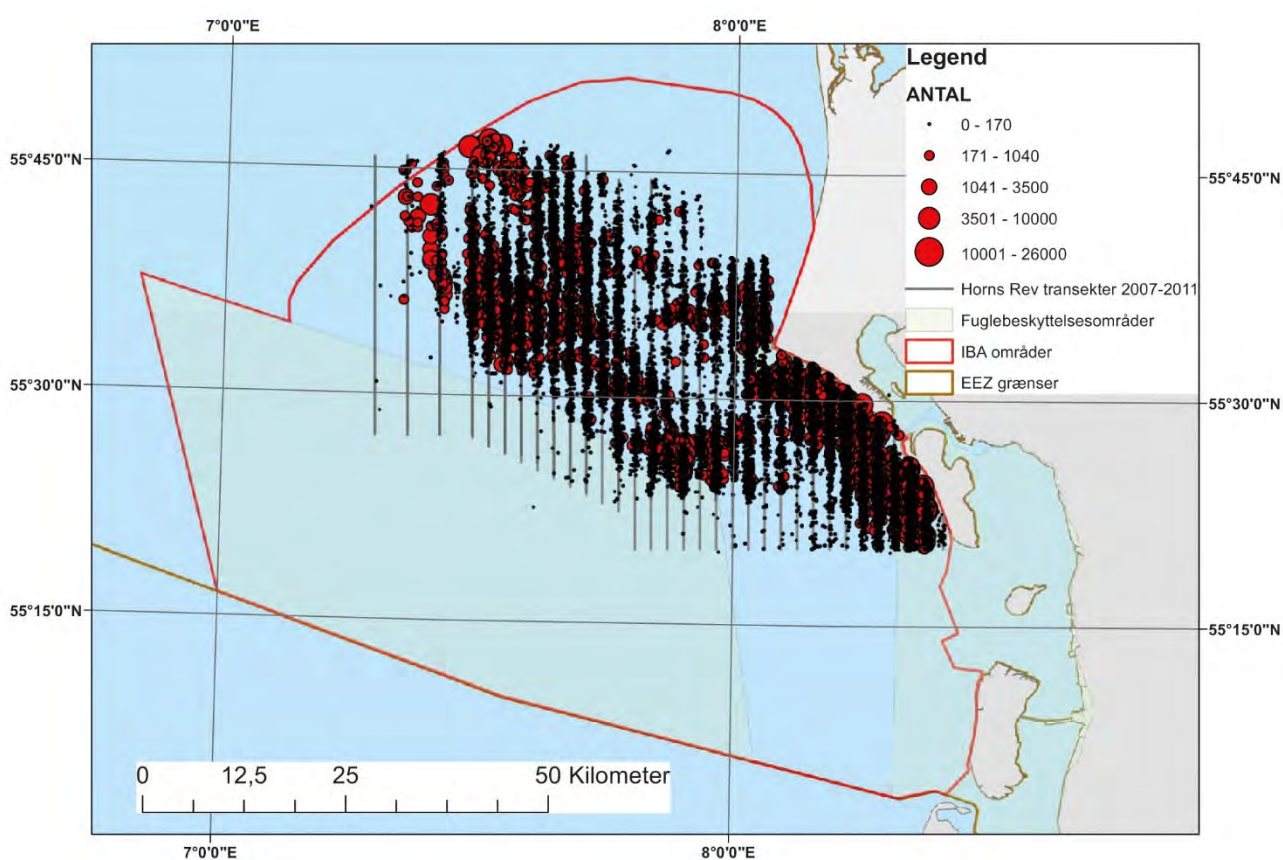 7°0'0"E 8°0'0"E
Legend
ANTAL
0 - 170
171 - 1040
1041 - 3500
3501 - 10000
10001 - 26000
Horns Rev transekter 2007-2011
Fuglebeskyttelsesområder
IBA områder
EEZ grænser
55°45'0"N 55°45'0"N
55°30'0"N 55°30'0"N
55°15'0"N 55°15'0"N
0 12,5 25 50 Kilometer
7°0'0"E 8°0'0"E